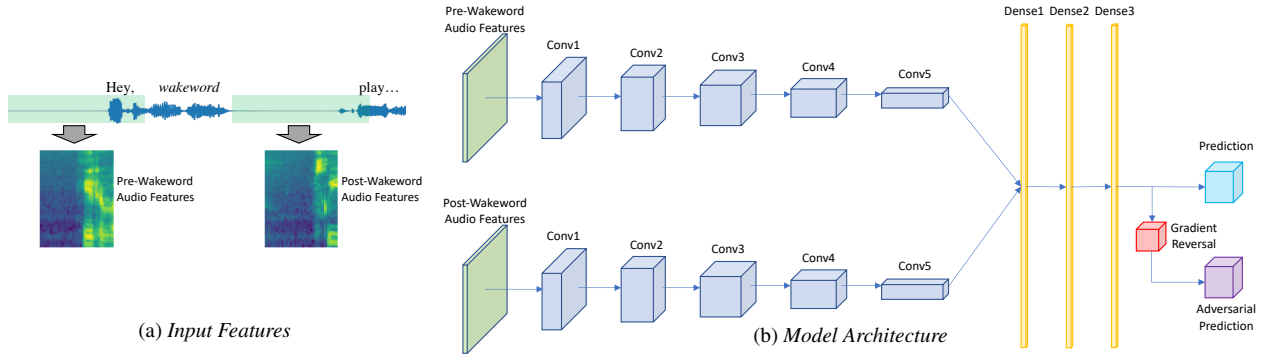 Hey,
wakeword
play…
Pre-Wakeword
Audio Features
Post-Wakeword
Audio Features
(a) Input Features
Pre-Wakeword
Audio Features
Conv1
Conv2
Conv3
Conv4
Conv5
Post-Wakeword
Audio Features
Conv1
Conv2
Conv3
Conv4
Conv5
Dense1
Dense2
Dense3
Prediction
Gradient
Reversal
Adversarial
Prediction
(b) Model Architecture